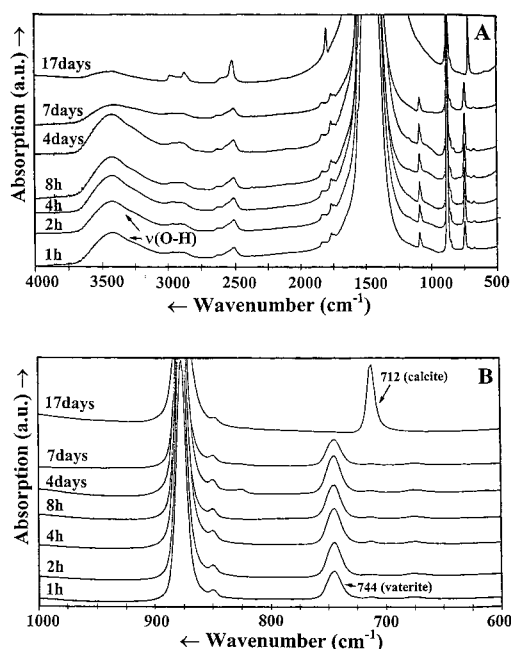 A
Absorption (a.u.) →
17days
7days
4days
8h
4h
2h
1h
ν(O-H)
4000 3500 3000 2500 2000 1500 1000 500
← Wavenumber (cm⁻¹)
B
Absorption (a.u.) →
17days
7days
4days
8h
4h
2h
1h
712 (calcite)
744 (vaterite)
1000 900 800 700 600
← Wavenumber (cm⁻¹)